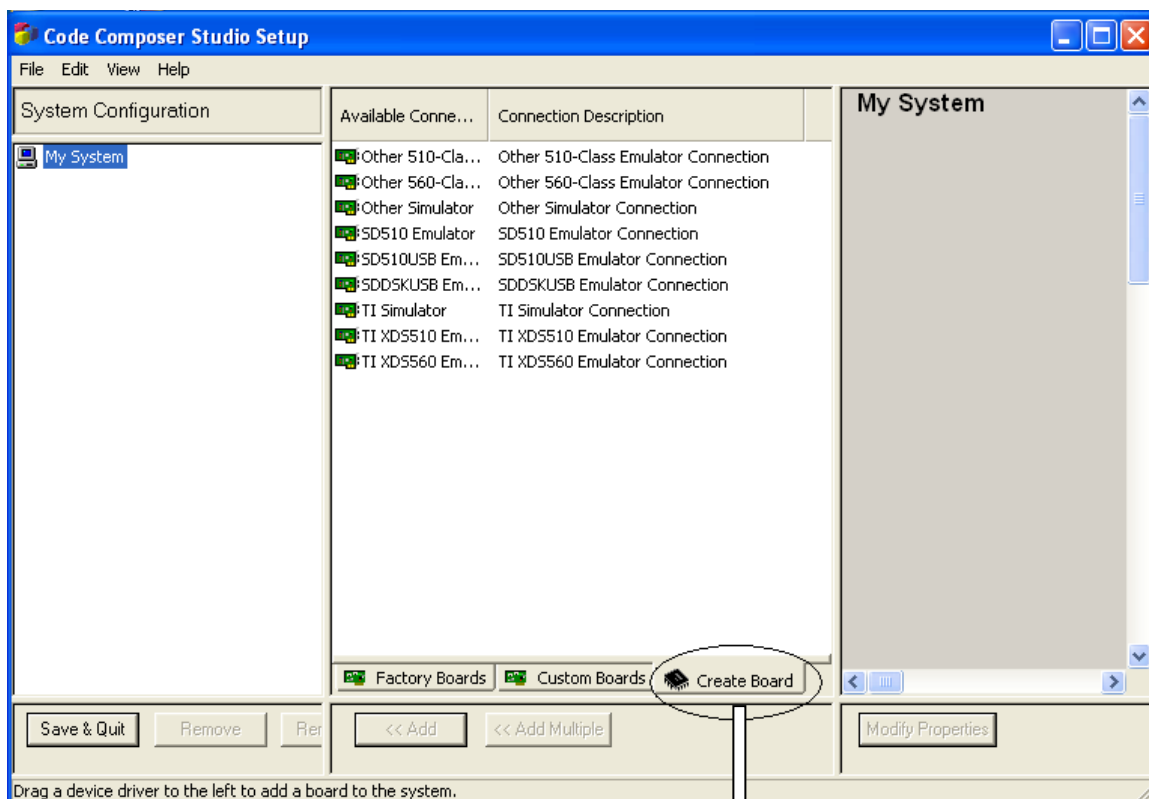 Code Composer Studio Setup
File Edit View Help
System Configuration
My System
Available Conne... Connection Description
Other 510-Cla... Other 510-Class Emulator Connection
Other 560-Cla... Other 560-Class Emulator Connection
Other Simulator Other Simulator Connection
SD510 Emulator SD510 Emulator Connection
SD510USB Em... SD510USB Emulator Connection
SDDSKUSB Em... SDDSKUSB Emulator Connection
TI Simulator TI Simulator Connection
TI XDS510 Em... TI XDS510 Emulator Connection
TI XDS560 Em... TI XDS560 Emulator Connection
Factory Boards Custom Boards Create Board
My System
Save & Quit Remove Rer << Add << Add Multiple Modify Properties
Drag a device driver to the left to add a board to the system.